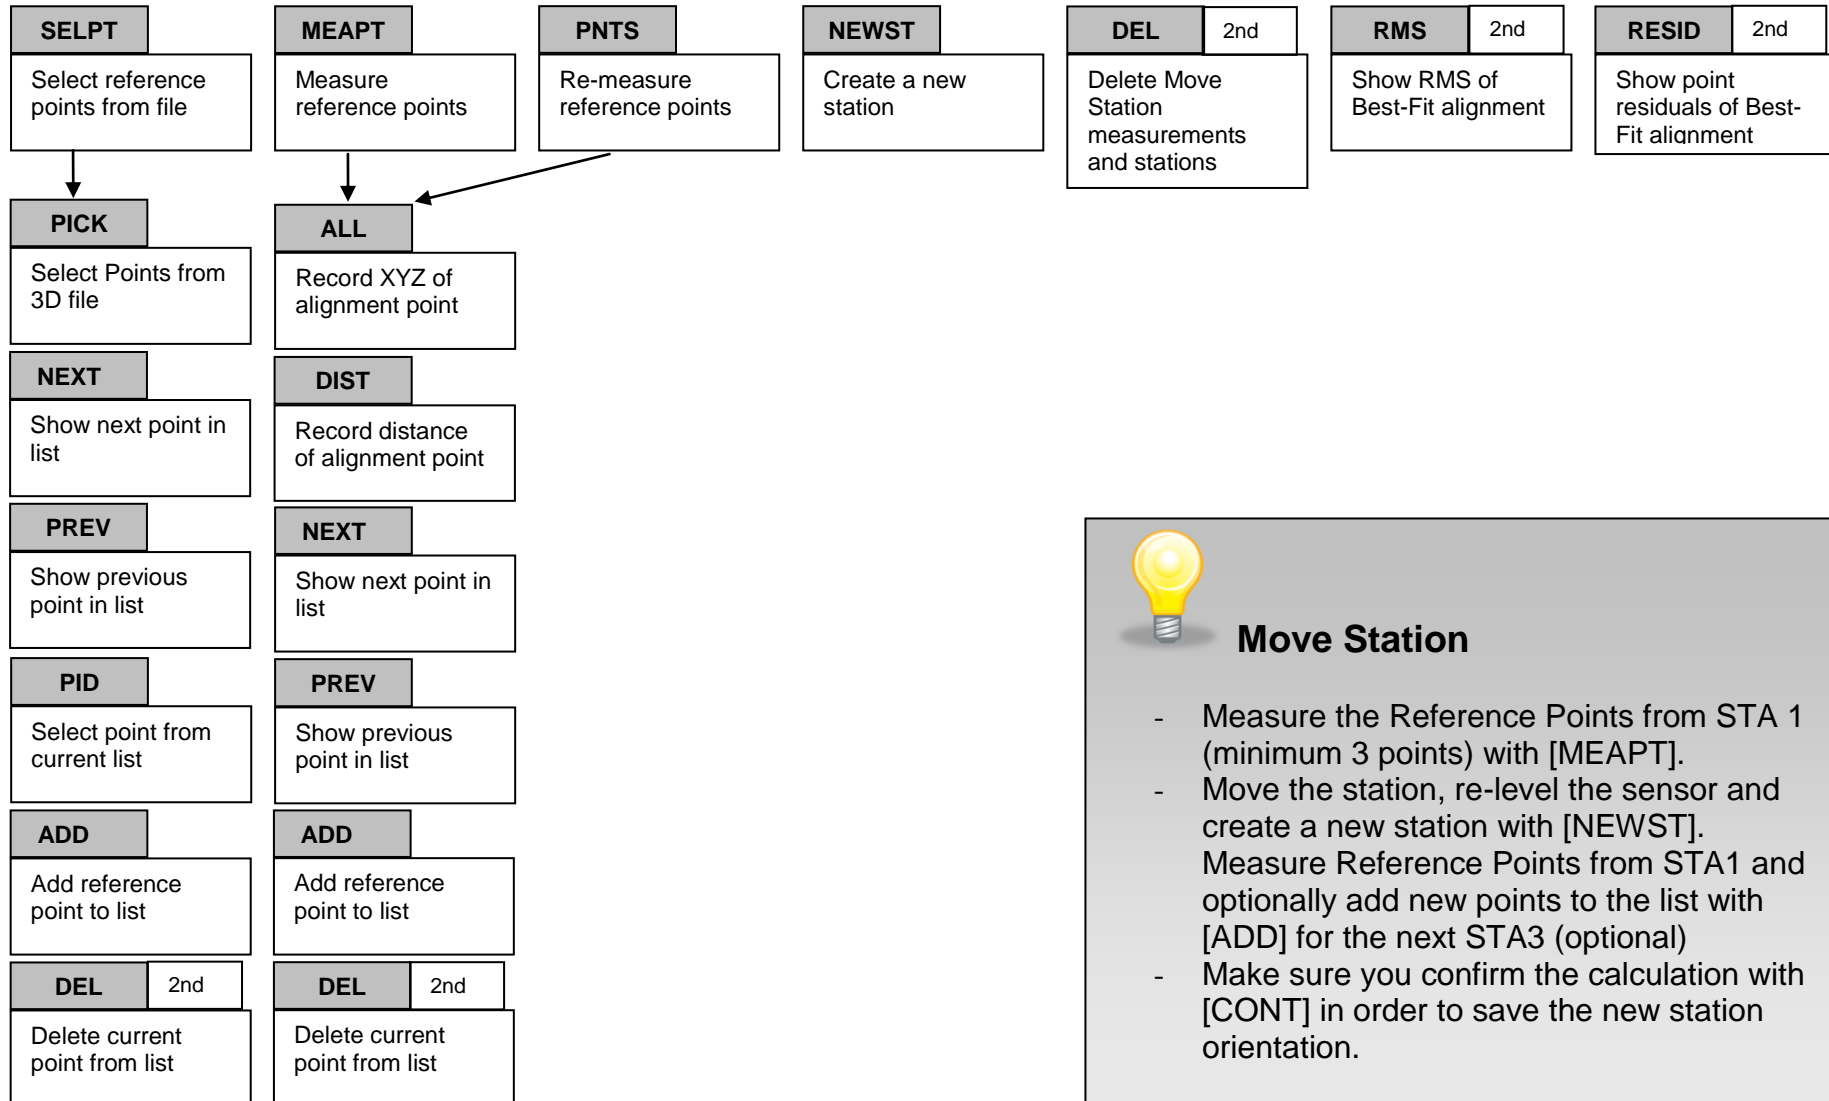 SELPT
Select reference
points from file
MEAPT
Measure
reference points
PNTS
Re-measure
reference points
NEWST
Create a new
station
DEL 2nd
Delete Move
Station
measurements
and stations
RMS 2nd
Show RMS of
Best-Fit alignment
RESID 2nd
Show point
residuals of Best-
Fit alignment
PICK
Select Points from
3D file
NEXT
Show next point in
list
PREV
Show previous
point in list
PID
Select point from
current list
ADD
Add reference
point to list
DEL 2nd
Delete current
point from list
ALL
Record XYZ of
alignment point
DIST
Record distance
of alignment point
NEXT
Show next point in
list
PREV
Show previous
point in list
ADD
Add reference
point to list
DEL 2nd
Delete current
point from list
Move Station
- Measure the Reference Points from STA 1
(minimum 3 points) with [MEAPT].
- Move the station, re-level the sensor and
create a new station with [NEWST].
Measure Reference Points from STA1 and
optionally add new points to the list with
[ADD] for the next STA3 (optional)
- Make sure you confirm the calculation with
[CONT] in order to save the new station
orientation.